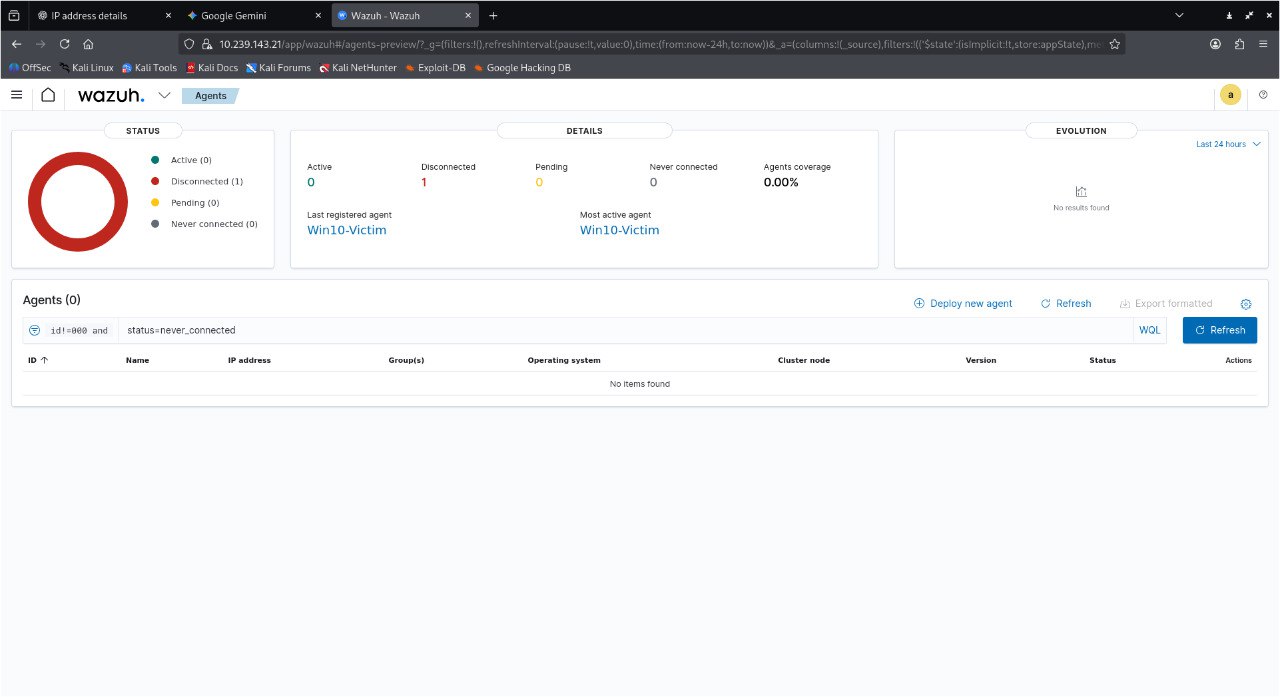 IP address details
Google Gemini
Wazuh - Wazuh
10.239.143.21/app/wazuh#/agents-preview/?_g=(filters:!(),refreshInterval:(pause:!t,value:0),time:(from:now-24h,to:now))&_a=(columns:!(_source),filters:!(('$state':(isImplicit:!t,store:appState),mo
OffSec Kali Linux Kali Tools Kali Docs Kali Forums Kali NetHunter Exploit-DB Google Hacking DB
wazuh. Agents a
STATUS
Active (0)
Disconnected (1)
Pending (0)
Never connected (0)
DETAILS
Active Disconnected Pending Never connected Agents coverage
0 1 0 0 0.00%
Last registered agent Most active agent
Win10-Victim Win10-Victim
EVOLUTION
Last 24 hours
No results found
Agents (0)
Deploy new agent Refresh Export formatted
id!=000 and status=never_connected WQL Refresh
ID Name IP address Group(s) Operating system Cluster node Version Status Actions
No items found